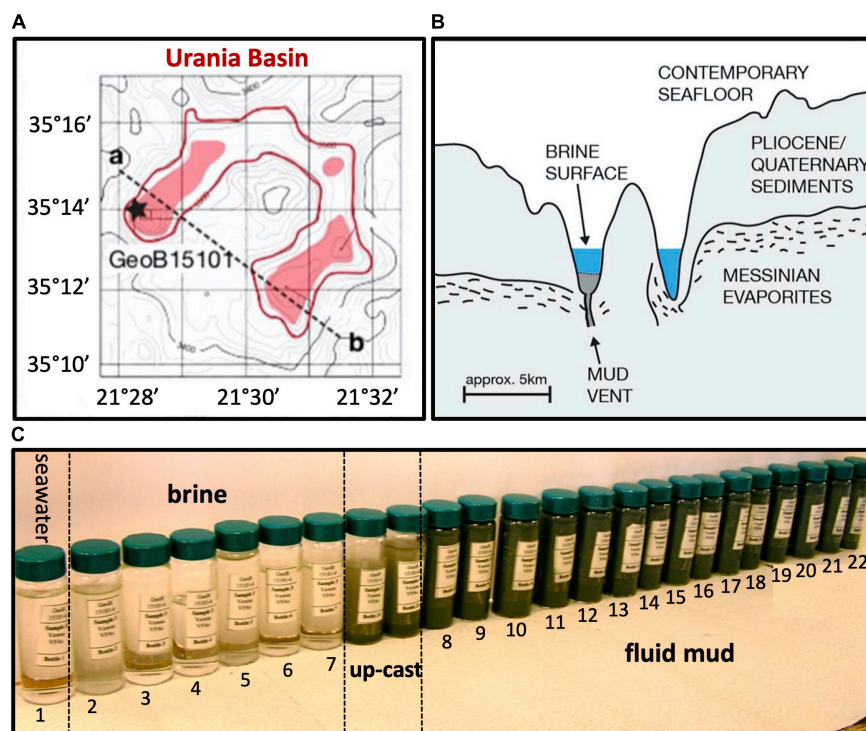 A
Urania Basin
35°16’
35°14’
35°12’
35°10’
a
b
GeoB15101
3400
21°28’
21°30’
21°32’
B
CONTEMPORARY
SEAFLOOR
BRINE
SURFACE
PLIOCENE/
QUATERNARY
SEDIMENTS
MESSINIAN
EVAPORITES
MUD
VENT
approx. 5km
C
seawater
brine
up-cast
fluid mud
1
2
3
4
5
6
7
8
9
10
11
12
13
14
15
16
17
18
19
20
21
22